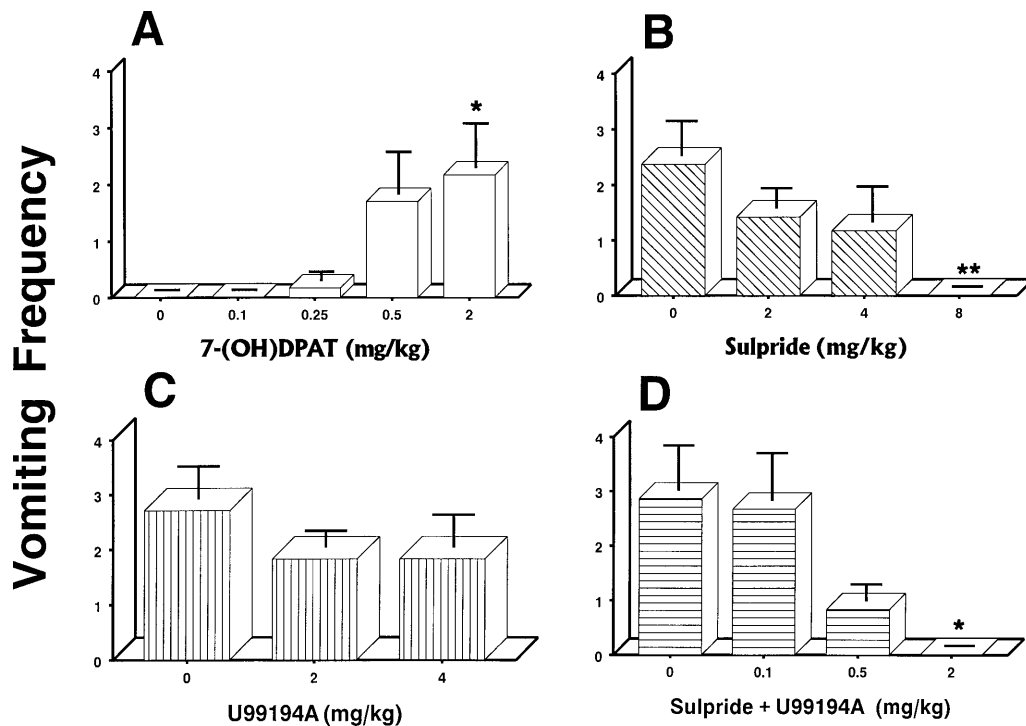 Vomiting Frequency
A
4
3
2
1
0
*
0 0.1 0.25 0.5 2
7-(OH)DPAT (mg/kg)
B
4
3
2
1
0
**
0 2 4 8
Sulpride (mg/kg)
C
4
3
2
1
0
0 2 4
U99194A (mg/kg)
D
4
3
2
1
0
*
0 0.1 0.5 2
Sulpride + U99194A (mg/kg)